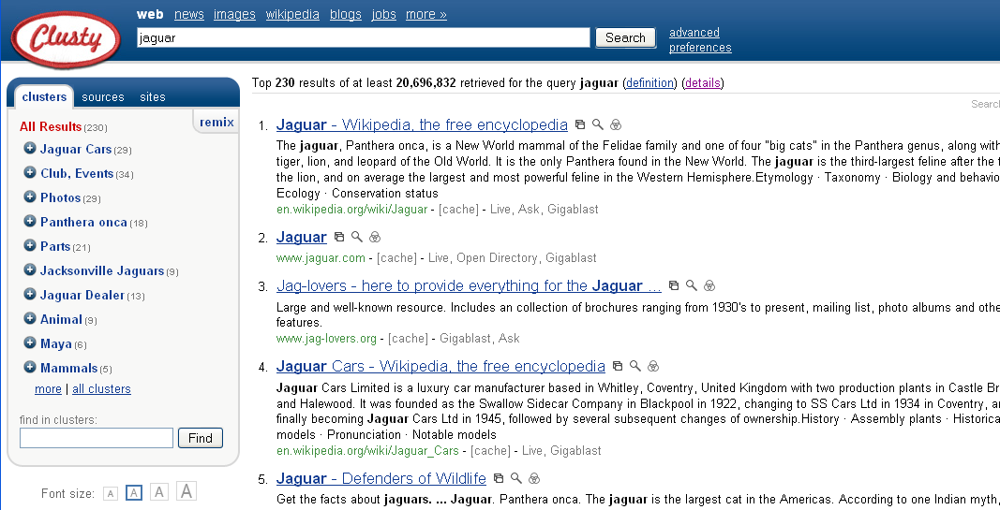 Clusty
web news images wikipedia blogs jobs more »
jaguar Search advanced
preferences
clusters sources sites
remix
All Results (230)
Jaguar Cars (29)
Club, Events (34)
Photos (29)
Panthera onca (18)
Parts (21)
Jacksonville Jaguars (9)
Jaguar Dealer (13)
Animal (9)
Maya (6)
Mammals (5)
more | all clusters
find in clusters:
Find
Font size: A A A A
Top 230 results of at least 20,696,832 retrieved for the query jaguar (definition) (details)
Searc
1. Jaguar - Wikipedia, the free encyclopedia
The jaguar, Panthera onca, is a New World mammal of the Felidae family and one of four "big cats" in the Panthera genus, along with
tiger, lion, and leopard of the Old World. It is the only Panthera found in the New World. The jaguar is the third-largest feline after the t
the lion, and on average the largest and most powerful feline in the Western Hemisphere.Etymology · Taxonomy · Biology and behavio
Ecology · Conservation status
en.wikipedia.org/wiki/Jaguar - [cache] - Live, Ask, Gigablast
2. Jaguar
www.jaguar.com - [cache] - Live, Open Directory, Gigablast
3. Jag-lovers - here to provide everything for the Jaguar ...
Large and well-known resource. Includes an collection of brochures ranging from 1930's to present, mailing list, photo albums and othe
features.
www.jag-lovers.org - [cache] - Gigablast, Ask
4. Jaguar Cars - Wikipedia, the free encyclopedia
Jaguar Cars Limited is a luxury car manufacturer based in Whitley, Coventry, United Kingdom with two production plants in Castle Br
and Halewood. It was founded as the Swallow Sidecar Company in Blackpool in 1922, changing to SS Cars Ltd in 1934 in Coventry, a
finally becoming Jaguar Cars Ltd in 1945, followed by several subsequent changes of ownership.History · Assembly plants · Historica
models · Pronunciation · Notable models
en.wikipedia.org/wiki/Jaguar_Cars - [cache] - Live, Gigablast
5. Jaguar - Defenders of Wildlife
Get the facts about jaguars. ... Jaguar. Panthera onca. The jaguar is the largest cat in the Americas. According to one Indian myth,